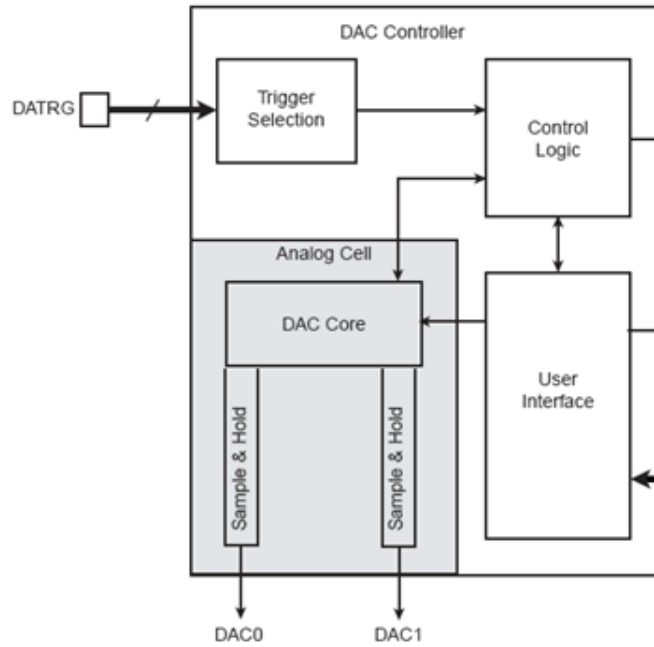 DAC Controller
DATRG
Trigger
Selection
Control
Logic
Analog Cell
DAC Core
User
Interface
Sample & Hold
Sample & Hold
DAC0
DAC1